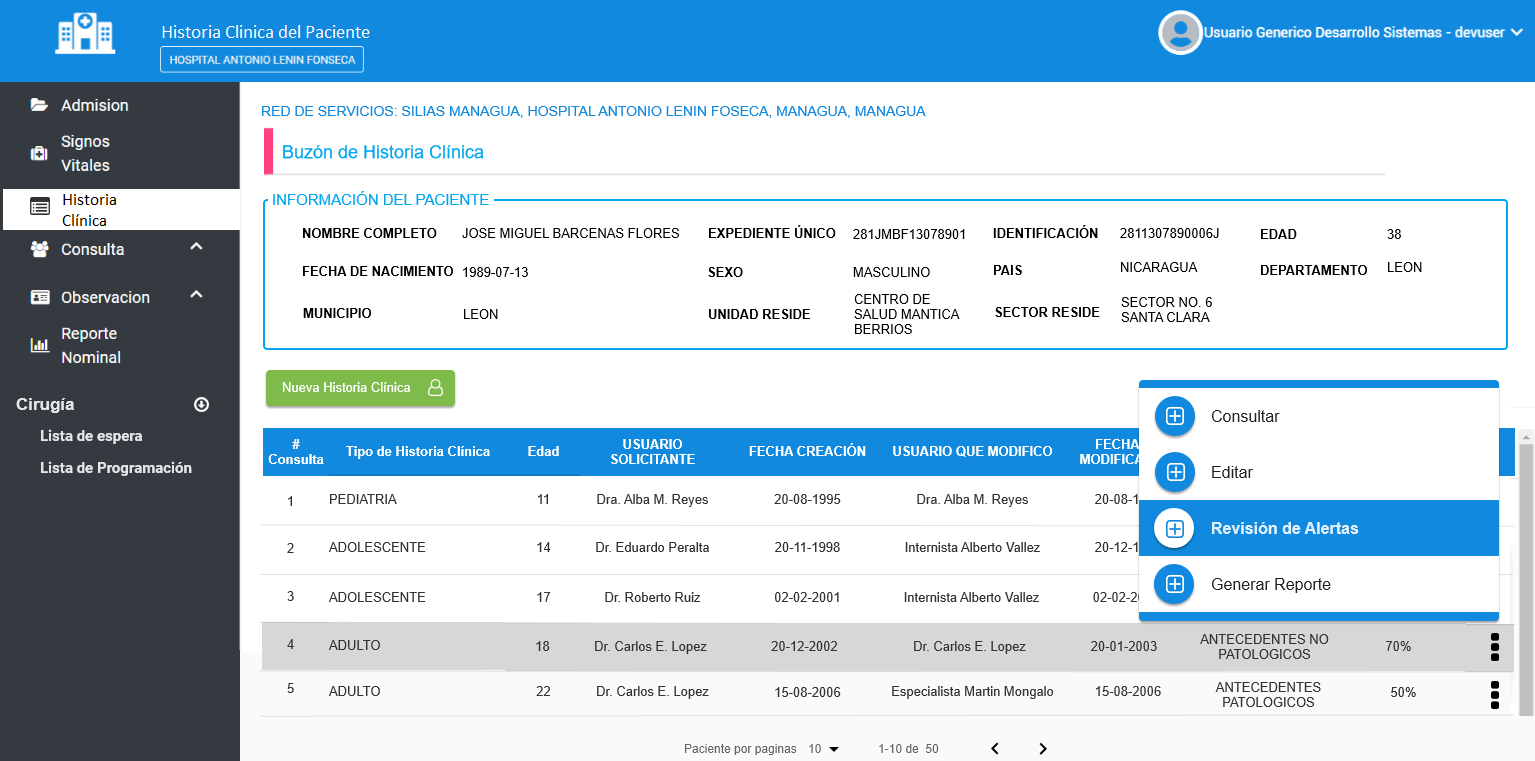 Historia Clinica del Paciente
HOSPITAL ANTONIO LENIN FONSECA
Usuario Generico Desarrollo Sistemas - devuser
Admision
Signos
Vitales
Historia
Clínica
Consulta
Observacion
Reporte
Nominal
Cirugía
Lista de espera
Lista de Programación
RED DE SERVICIOS: SILIAS MANAGUA, HOSPITAL ANTONIO LENIN FOSECA, MANAGUA, MANAGUA
Buzón de Historia Clínica
INFORMACIÓN DEL PACIENTE
NOMBRE COMPLETO JOSE MIGUEL BARCENAS FLORES EXPEDIENTE ÚNICO 281JMBF13078901 IDENTIFICACIÓN 2811307890006J EDAD 38
FECHA DE NACIMIENTO 1989-07-13 SEXO MASCULINO PAIS NICARAGUA DEPARTAMENTO LEON
MUNICIPIO LEON UNIDAD RESIDE CENTRO DE
SALUD MANTICA
BERRIOS
SECTOR RESIDE SECTOR NO. 6
SANTA CLARA
Nueva Historia Clínica
Consultar
Editar
Revisión de Alertas
Generar Reporte
# Consulta Tipo de Historia Clínica Edad USUARIO SOLICITANTE FECHA CREACIÓN USUARIO QUE MODIFICO FECHA MODIFICA
1 PEDIATRIA 11 Dra. Alba M. Reyes 20-08-1995 Dra. Alba M. Reyes 20-08-1
2 ADOLESCENTE 14 Dr. Eduardo Peralta 20-11-1998 Internista Alberto Vallez 20-12-1
3 ADOLESCENTE 17 Dr. Roberto Ruiz 02-02-2001 Internista Alberto Vallez 02-02-2
4 ADULTO 18 Dr. Carlos E. Lopez 20-12-2002 Dr. Carlos E. Lopez 20-01-2003 ANTECEDENTES NO PATOLOGICOS 70%
5 ADULTO 22 Dr. Carlos E. Lopez 15-08-2006 Especialista Martin Mongalo 15-08-2006 ANTECEDENTES PATOLOGICOS 50%
Paciente por paginas 10 1-10 de 50